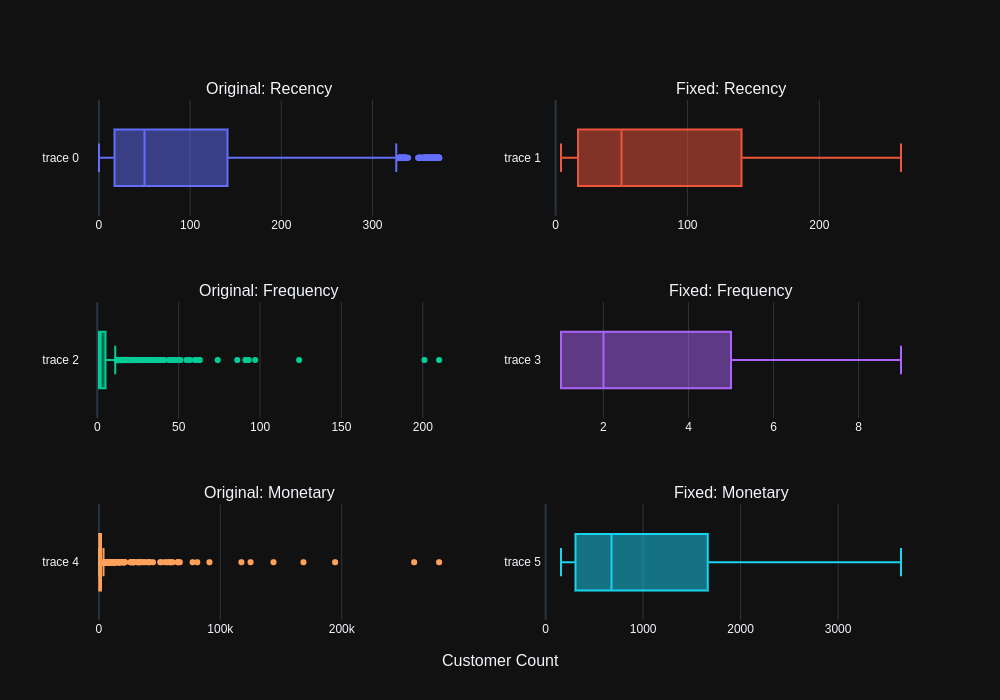 Original: Recency
Fixed: Recency
trace 0
trace 1
0 100 200 300
0 100 200
Original: Frequency
Fixed: Frequency
trace 2
trace 3
0 50 100 150 200
2 4 6 8
Original: Monetary
Fixed: Monetary
trace 4
trace 5
0 100k 200k
0 1000 2000 3000
Customer Count